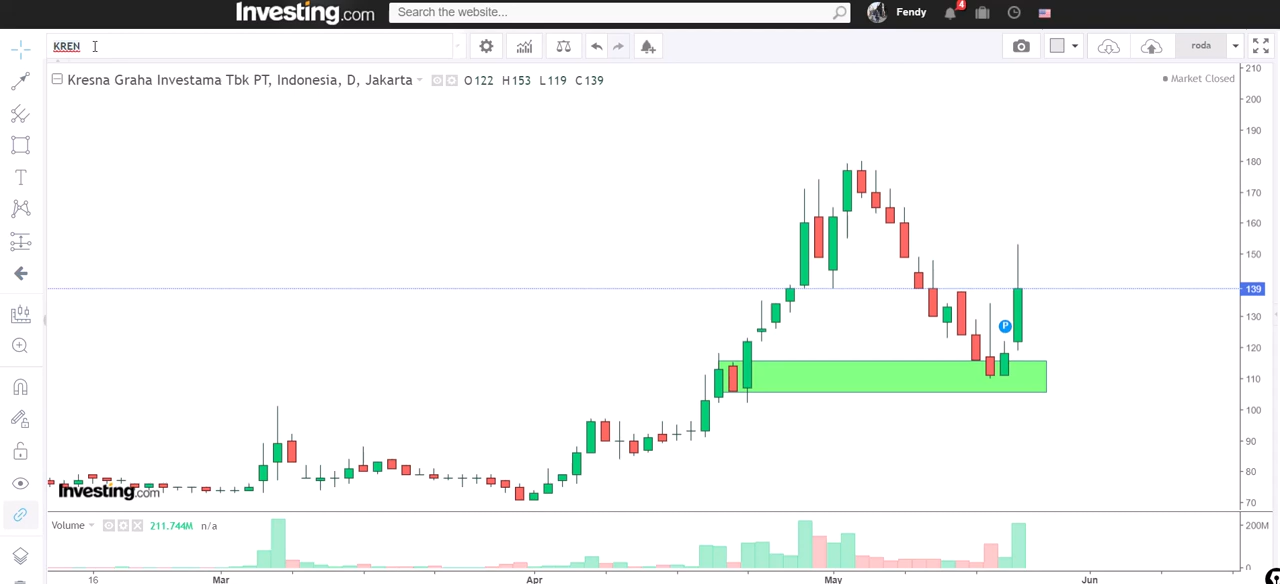 Investing.com
Search the website...
Fendy
4
KREN
roda
Kresna Graha Investama Tbk PT, Indonesia, D, Jakarta
O 122 H 153 L 119 C 139
Market Closed
210
200
190
180
170
160
150
139
130
120
110
100
90
80
70
P
Investing.com
Volume
211.744M n/a
200M
0
16
Mar
Apr
May
Jun